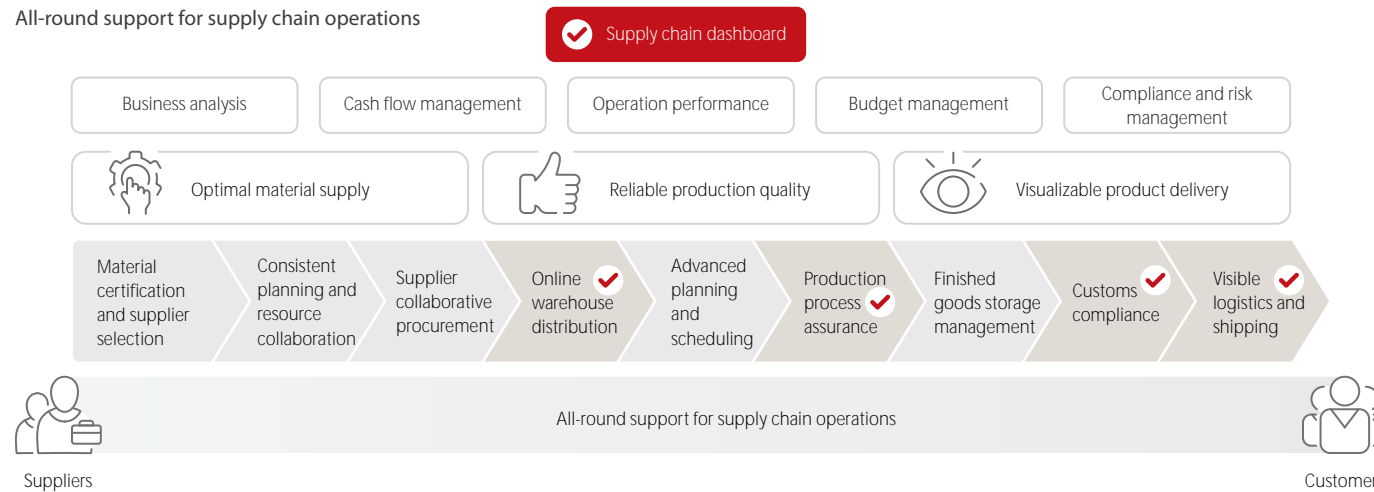 All-round support for supply chain operations
Supply chain dashboard
Business analysis
Cash flow management
Operation performance
Budget management
Compliance and risk
management
Optimal material supply
Reliable production quality
Visualizable product delivery
Material
certification
and supplier
selection
Consistent
planning and
resource
collaboration
Supplier
collaborative
procurement
Online
warehouse
distribution
Advanced
planning
and
scheduling
Production
process
assurance
Finished
goods storage
management
Customs
compliance
Visible
logistics and
shipping
All-round support for supply chain operations
Suppliers
Customer